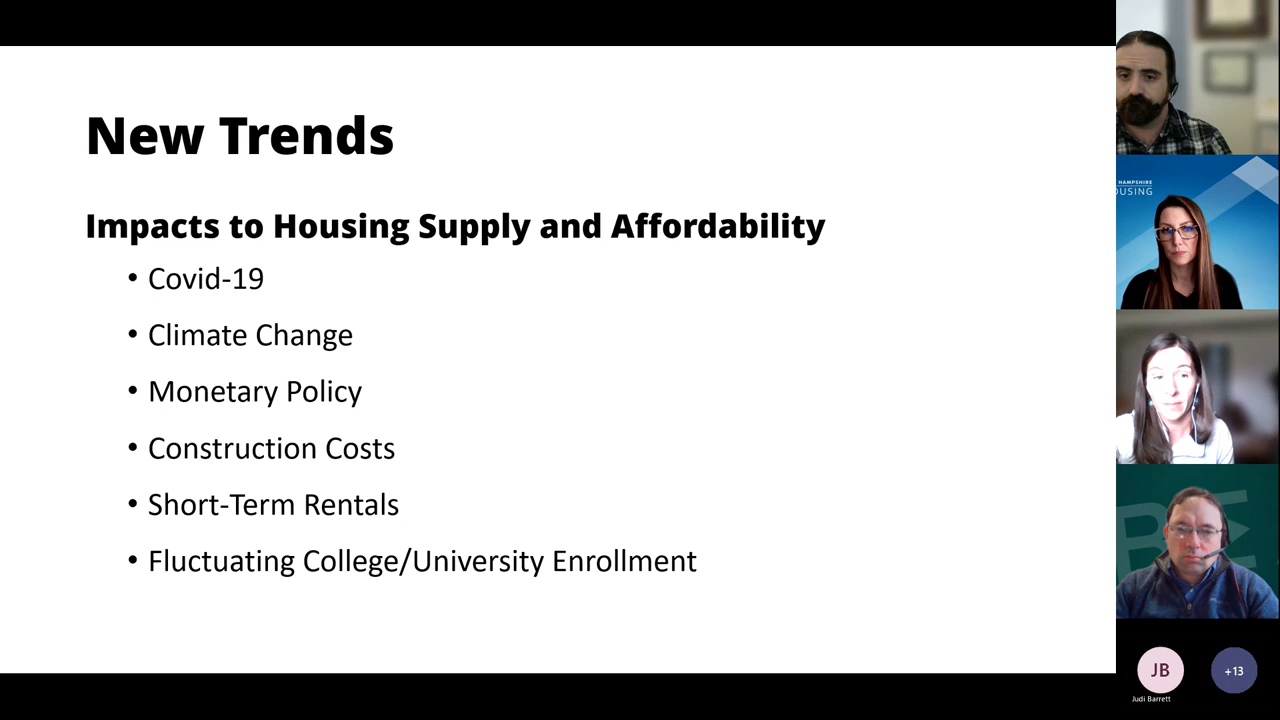 New Trends
Impacts to Housing Supply and Affordability
• Covid-19
• Climate Change
• Monetary Policy
• Construction Costs
• Short-Term Rentals
• Fluctuating College/University Enrollment
HAMPSHIRE
OUSING
JB
+13
Judi Barrett